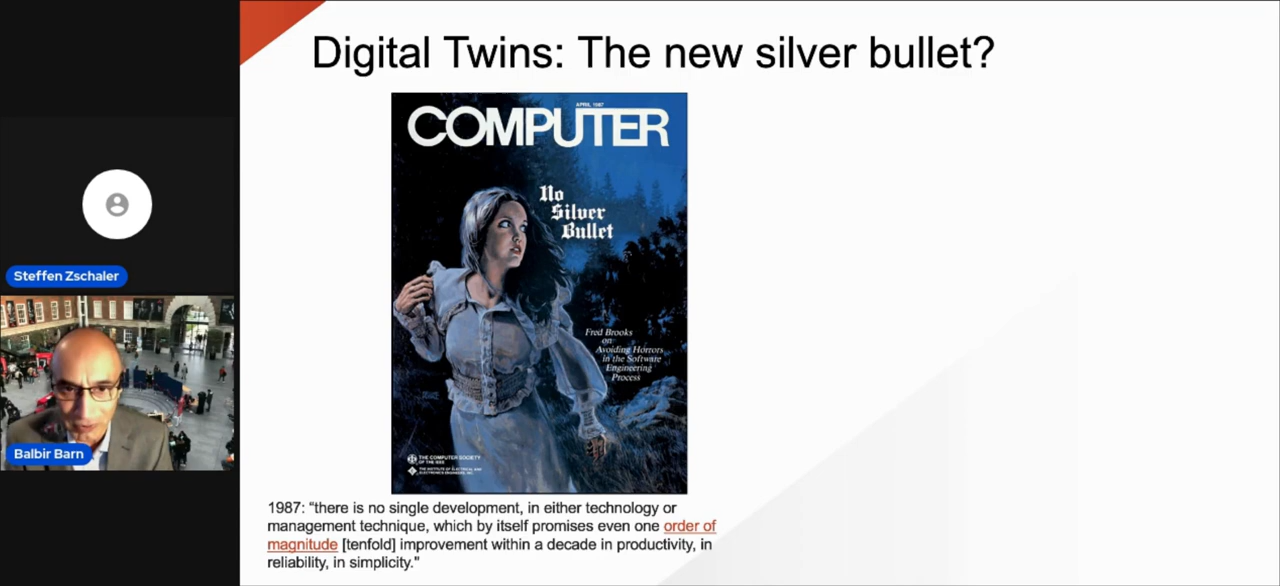 Digital Twins: The new silver bullet?
APRIL 1987
COMPUTER
No
Silver
Bullet
Fred Brooks
on
Avoiding Horrors
in the Software
Engineering
Process
THE COMPUTER SOCIETY
OF THE IEEE
THE INSTITUTE OF ELECTRICAL AND
ELECTRONICS ENGINEERS, INC.
1987: “there is no single development, in either technology or
management technique, which by itself promises even one order of
magnitude [tenfold] improvement within a decade in productivity, in
reliability, in simplicity."
Steffen Zschaler
Balbir Barn